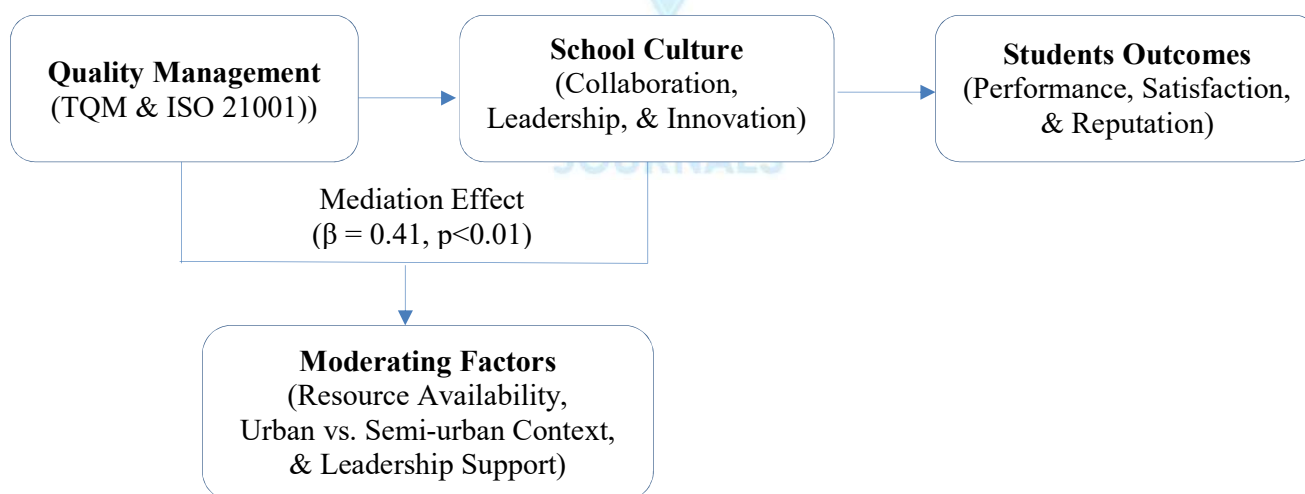 Quality Management
(TQM & ISO 21001))
School Culture
(Collaboration,
Leadership, & Innovation)
Students Outcomes
(Performance, Satisfaction,
& Reputation)
JOURNALS
Mediation Effect
(β = 0.41, p<0.01)
Moderating Factors
(Resource Availability,
Urban vs. Semi-urban Context,
& Leadership Support)